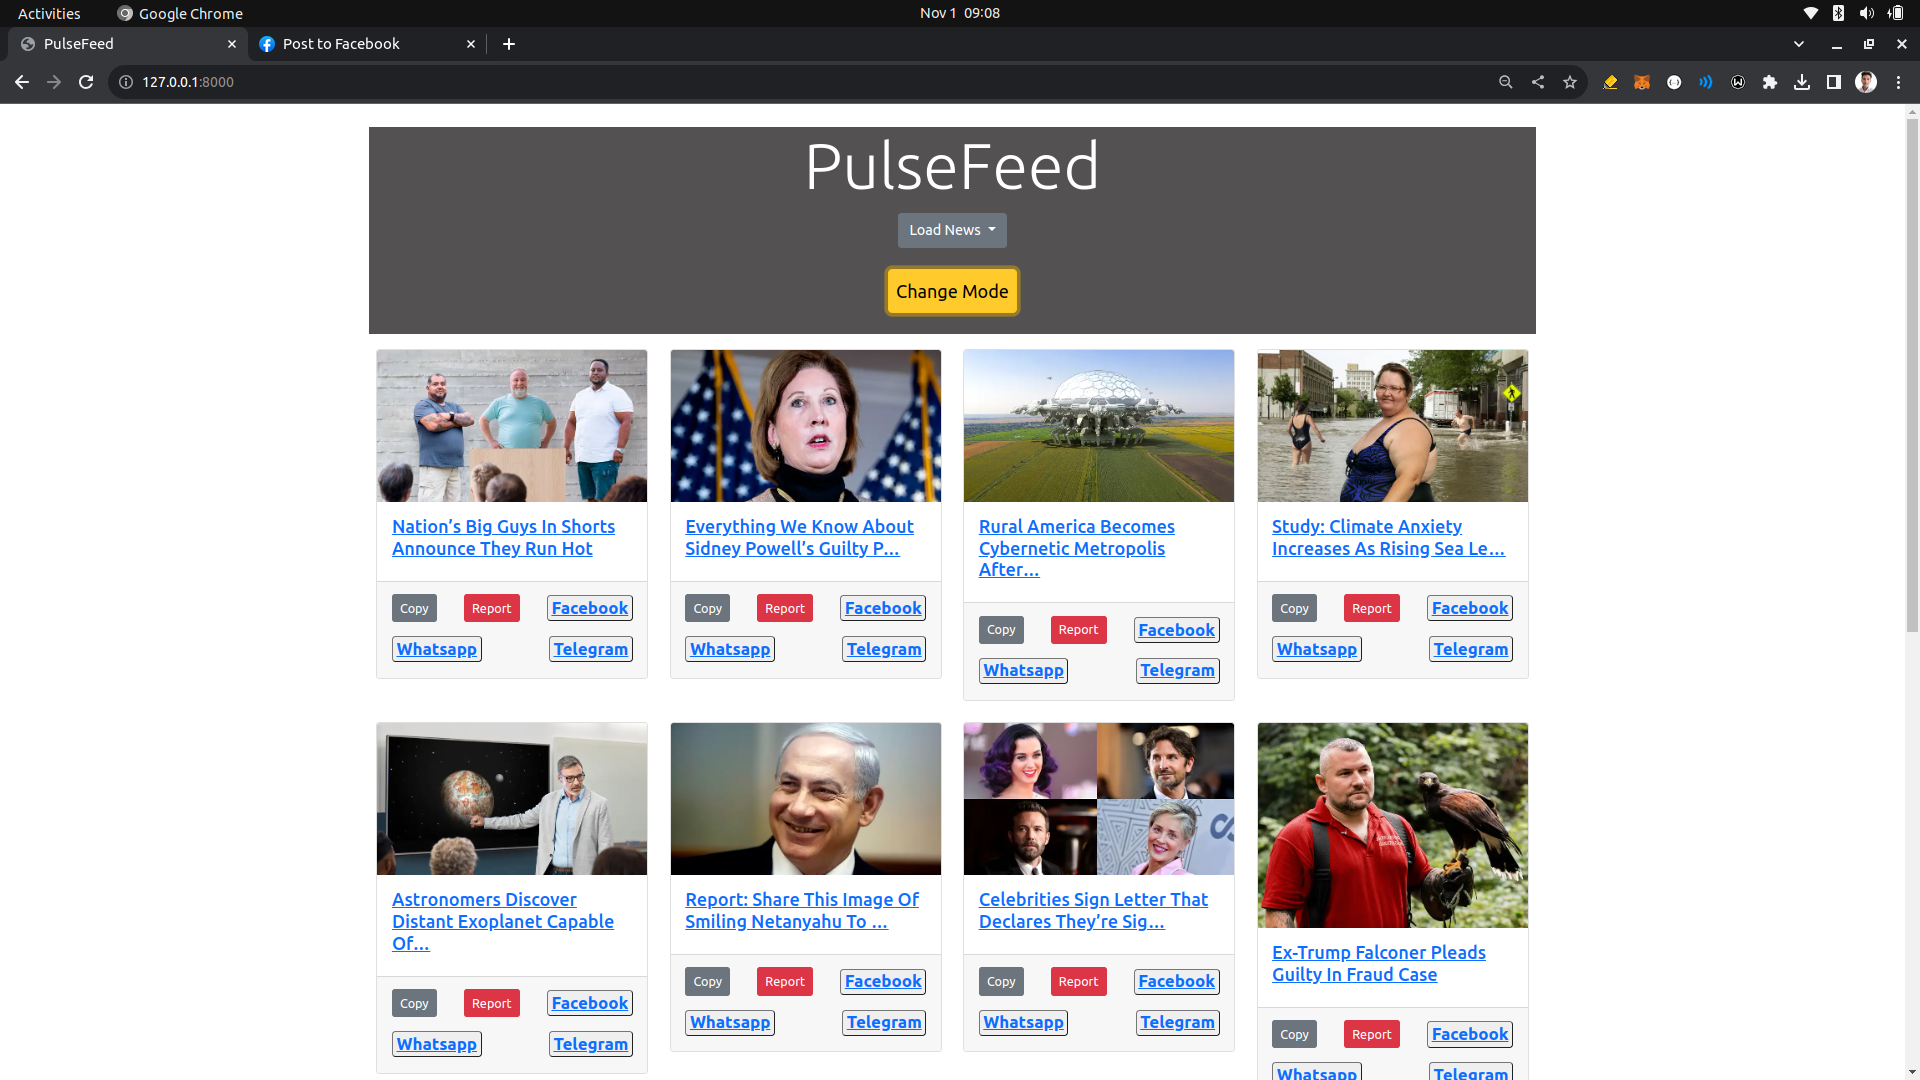 Activities
Google Chrome
Nov 1 09:08
PulseFeed
Post to Facebook
127.0.0.1:8000
PulseFeed
Load News
Change Mode
Nation’s Big Guys In Shorts
Announce They Run Hot
Copy
Report
Facebook
Whatsapp
Telegram
Everything We Know About
Sidney Powell’s Guilty P...
Copy
Report
Facebook
Whatsapp
Telegram
Rural America Becomes
Cybernetic Metropolis
After...
Copy
Report
Facebook
Whatsapp
Telegram
Study: Climate Anxiety
Increases As Rising Sea Le...
Copy
Report
Facebook
Whatsapp
Telegram
Astronomers Discover
Distant Exoplanet Capable
Of...
Copy
Report
Facebook
Whatsapp
Telegram
Report: Share This Image Of
Smiling Netanyahu To ...
Copy
Report
Facebook
Whatsapp
Telegram
Celebrities Sign Letter That
Declares They’re Sig...
Copy
Report
Facebook
Whatsapp
Telegram
Ex-Trump Falconer Pleads
Guilty In Fraud Case
Copy
Report
Facebook
Whatsapp
Telegram